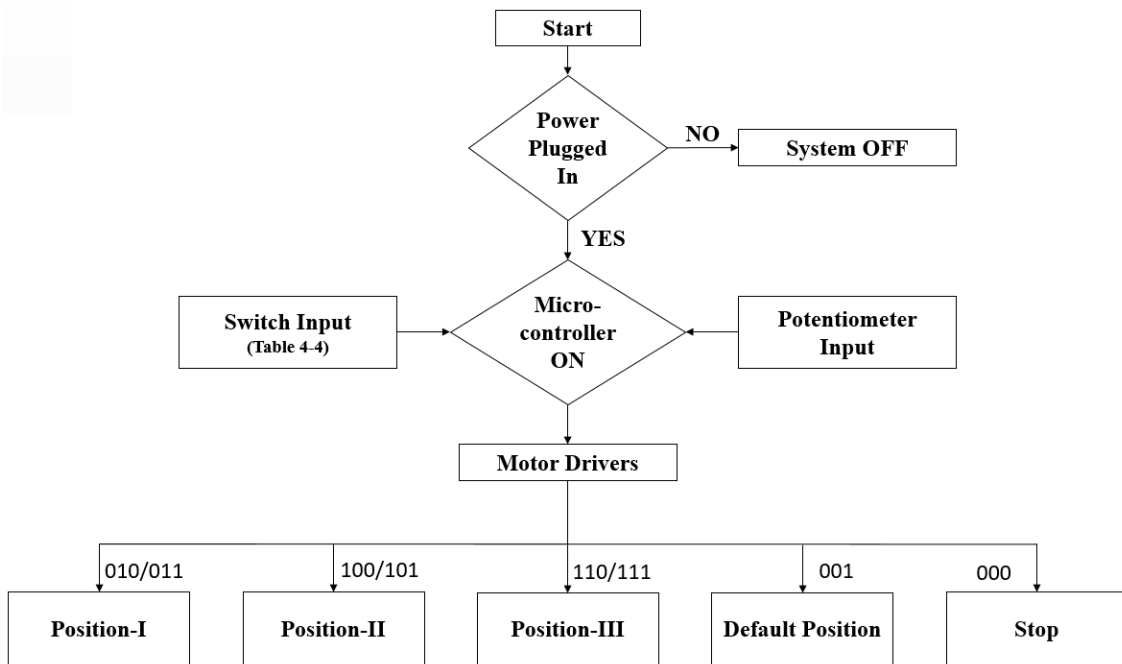 Start
Power
Plugged
In
NO
System OFF
YES
Switch Input
(Table 4-4)
Micro-
controller
ON
Potentiometer
Input
Motor Drivers
010/011
100/101
110/111
001
000
Position-I
Position-II
Position-III
Default Position
Stop